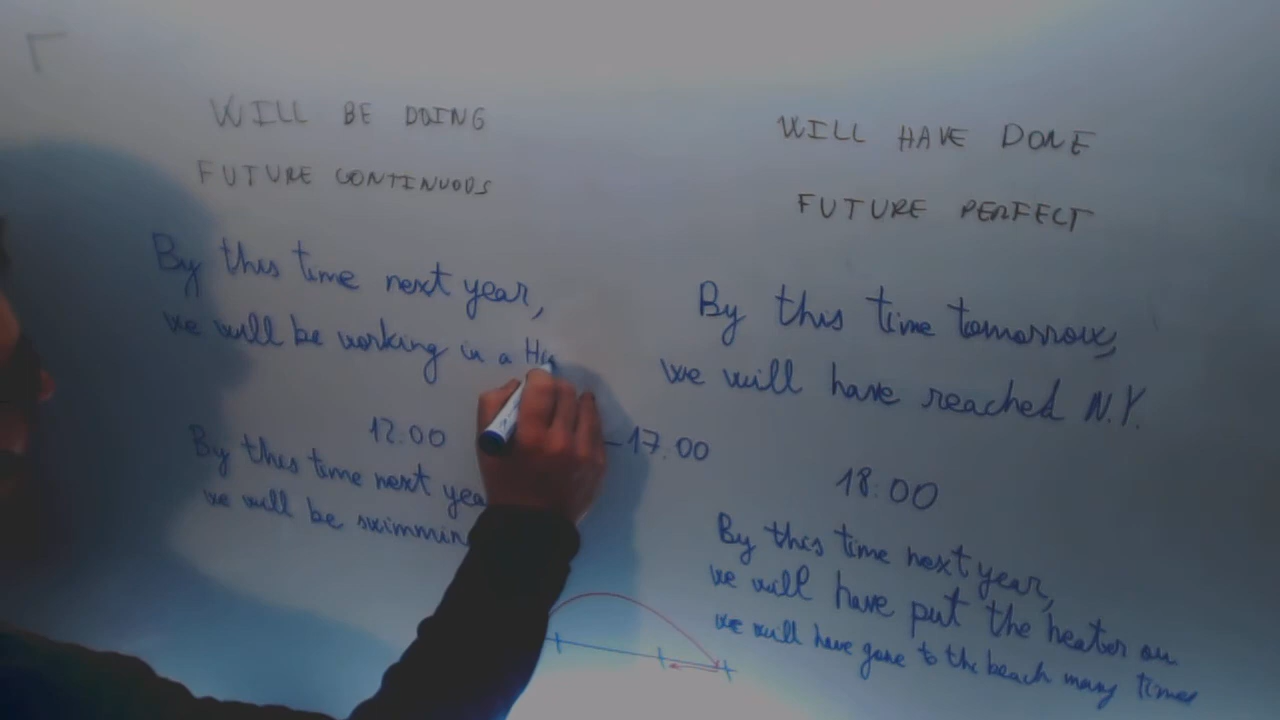 WILL BE DOING
FUTURE CONTINUOUS
By this time next year,
we will be working in a
12.00
By this time next yea
we will be swimmin
WILL HAVE DONE
FUTURE PERFECT
By this time tomorrow,
we will have reached N.Y.
–17.00
18:00
By this time next year,
we will have put the heater on
we will have gone to the beach many times